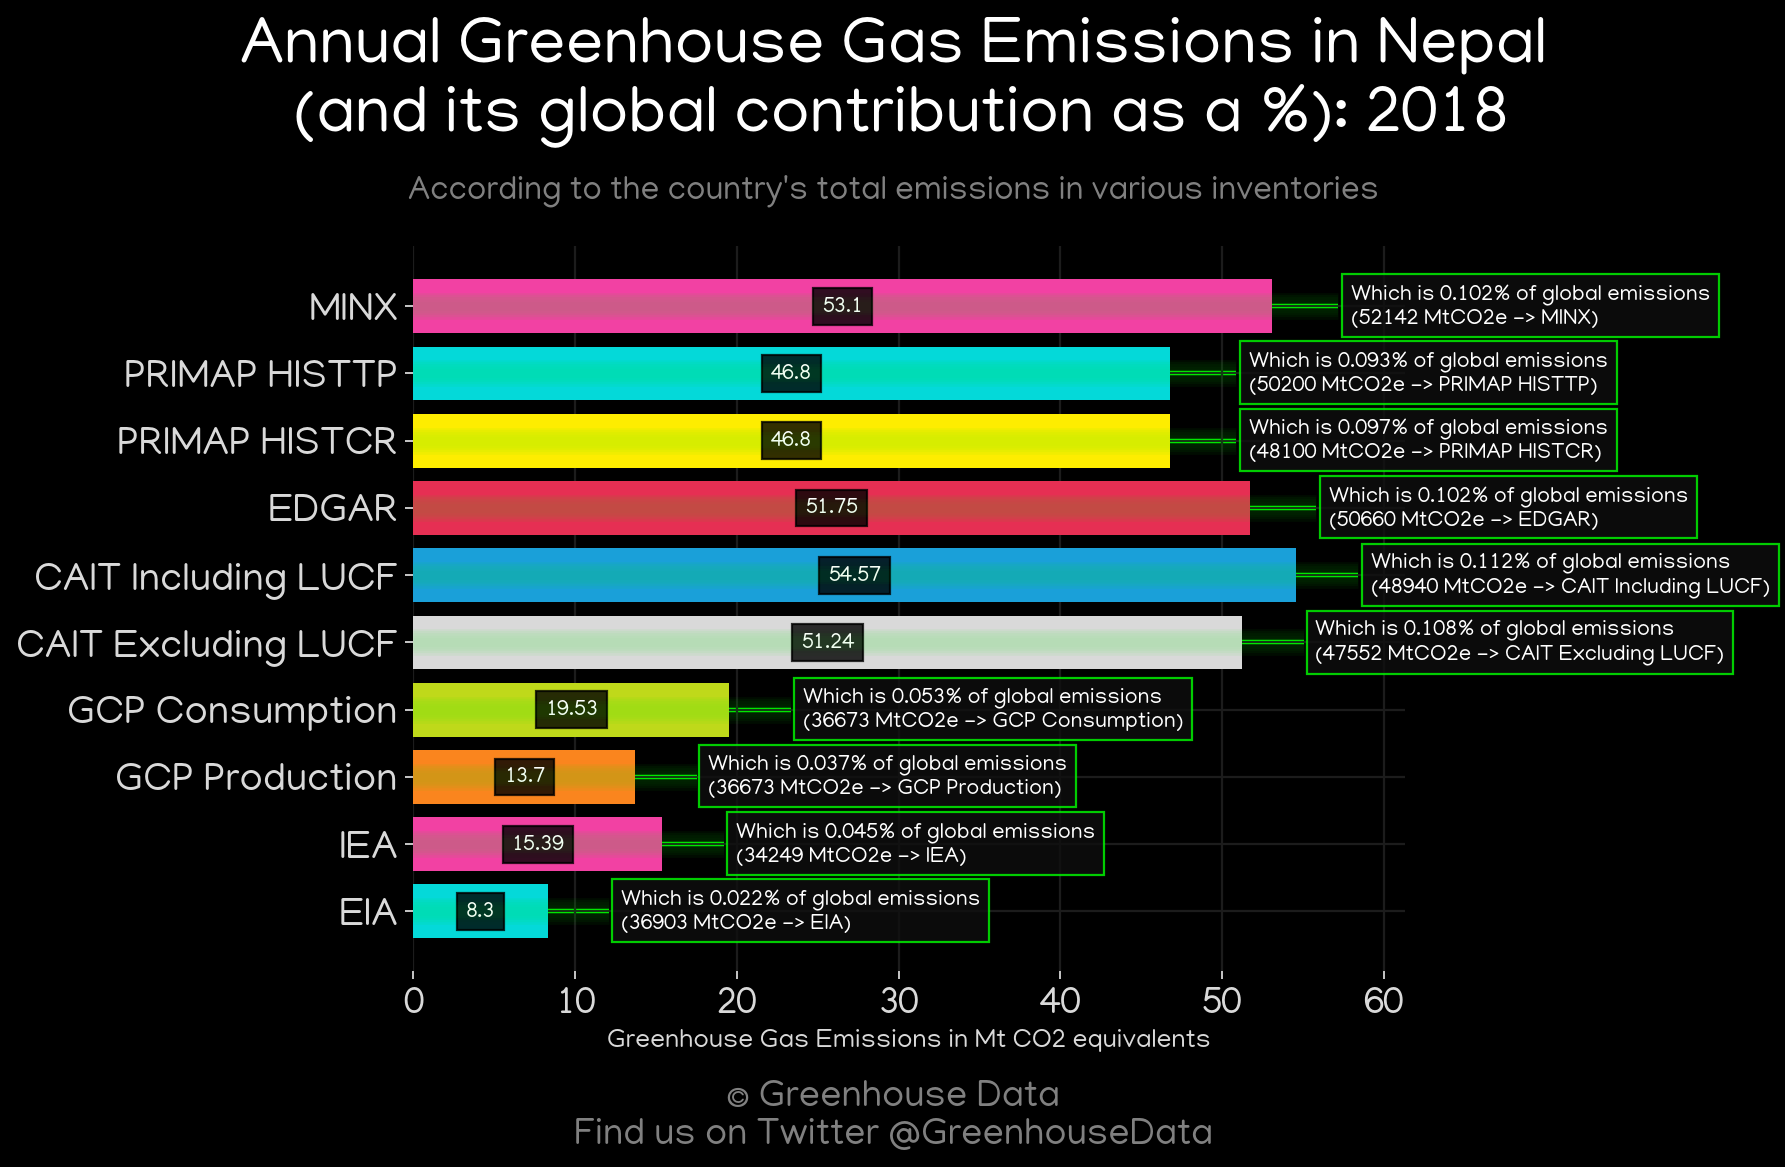 Annual Greenhouse Gas Emissions in Nepal
(and its global contribution as a %): 2018
According to the country's total emissions in various inventories
MINX
53.1
Which is 0.102% of global emissions
(52142 MtCO2e -> MINX)
PRIMAP HISTTP
46.8
Which is 0.093% of global emissions
(50200 MtCO2e -> PRIMAP HISTTP)
PRIMAP HISTCR
46.8
Which is 0.097% of global emissions
(48100 MtCO2e -> PRIMAP HISTCR)
EDGAR
51.75
Which is 0.102% of global emissions
(50660 MtCO2e -> EDGAR)
CAIT Including LUCF
54.57
Which is 0.112% of global emissions
(48940 MtCO2e -> CAIT Including LUCF)
CAIT Excluding LUCF
51.24
Which is 0.108% of global emissions
(47552 MtCO2e -> CAIT Excluding LUCF)
GCP Consumption
19.53
Which is 0.053% of global emissions
(36673 MtCO2e -> GCP Consumption)
GCP Production
13.7
Which is 0.037% of global emissions
(36673 MtCO2e -> GCP Production)
IEA
15.39
Which is 0.045% of global emissions
(34249 MtCO2e -> IEA)
EIA
8.3
Which is 0.022% of global emissions
(36903 MtCO2e -> EIA)
0 10 20 30 40 50 60
Greenhouse Gas Emissions in Mt CO2 equivalents
© Greenhouse Data
Find us on Twitter @GreenhouseData